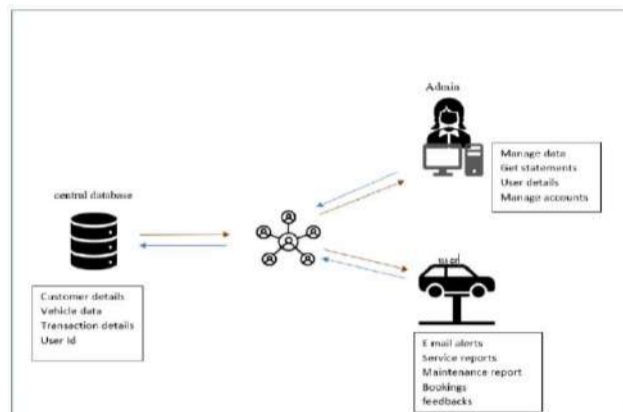 Admin
Manage data
Get statements
User details
Manage accounts
central database
Customer details
Vehicle data
Transaction details
User Id
E mail alerts
Service reports
Maintenance report
Bookings
feedbacks